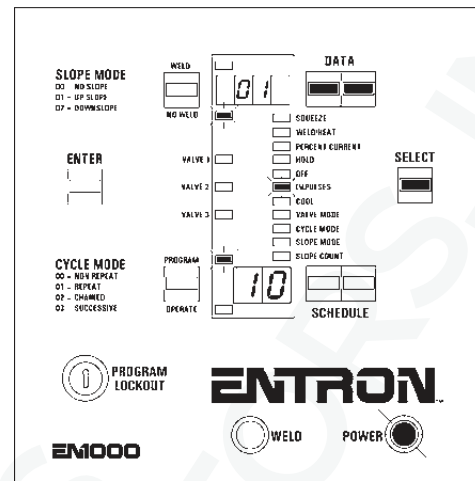 SLOPE MODE
00 - NO SLOPE
01 - UP SLOPE
07 - DOWNSLOPE
WELD
NO WELD
01
DATA
SQUEEZE
WELD/HEAT
PERCENT CURRENT
HOLD
OFF
IMPULSES
COOL
VALVE MODE
CYCLE MODE
SLOPE MODE
SLOPE COUNT
ENTER
VALVE 1
VALVE 2
VALVE 3
SELECT
CYCLE MODE
00 - NON REPEAT
01 - REPEAT
02 - CHAINED
03 SUCCESSIVE
PROGRAM
OPERATE
10
SCHEDULE
PROGRAM
LOCKOUT
ENTRON
WELD
POWER
EN1000